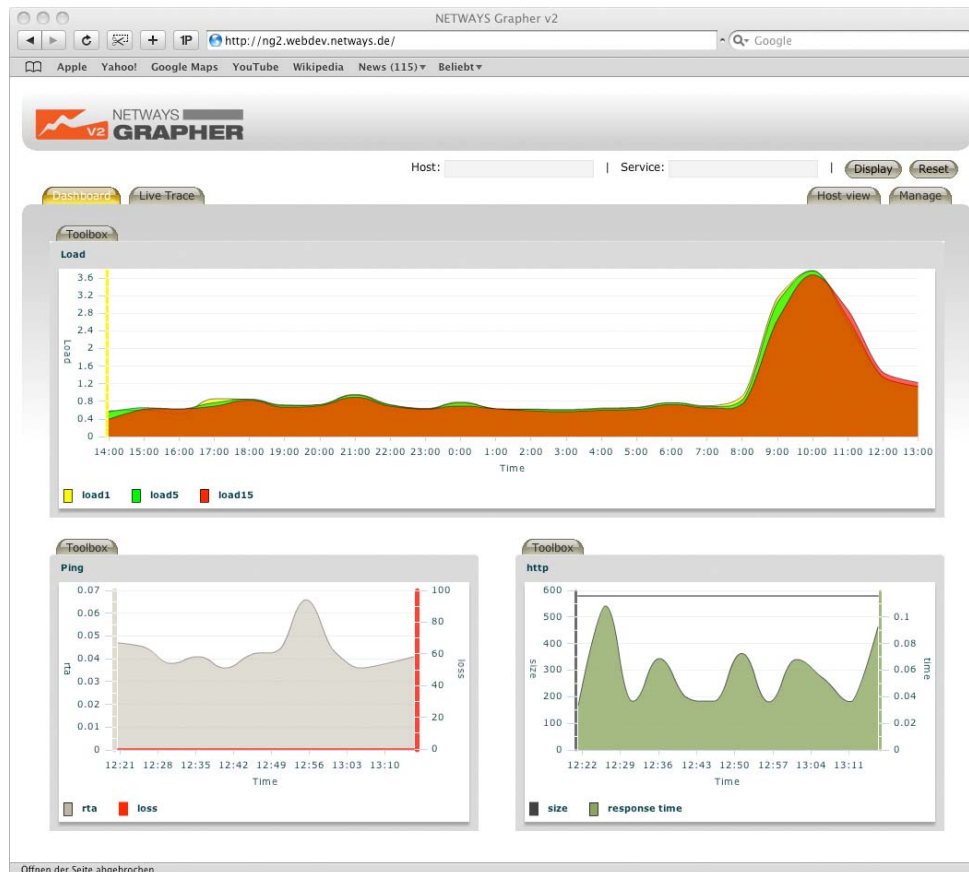 NETWAYS Grapher v2
1P http://ng2.webdev.netways.de/ Google
Apple Yahoo! Google Maps YouTube Wikipedia News (115) Beliebt
NETWAYS
V2 GRAPHER
Host: | Service: | Display Reset
Dashboard Live Trace Host view Manage
Toolbox
Load
3.6
3.2
2.8
2.4
2
1.6
1.2
0.8
0.4
0
Load
14:00 15:00 16:00 17:00 18:00 19:00 20:00 21:00 22:00 23:00 0:00 1:00 2:00 3:00 4:00 5:00 6:00 7:00 8:00 9:00 10:00 11:00 12:00 13:00
Time
load1 load5 load15
Toolbox
Ping
0.07
0.06
0.05
0.04
0.03
0.02
0.01
0
rta
100
80
60
40
20
0
loss
12:21 12:28 12:35 12:42 12:49 12:56 13:03 13:10
Time
rta loss
Toolbox
http
600
500
400
300
200
100
0
size
0.1
0.08
0.06
0.04
0.02
0
time
12:22 12:29 12:36 12:43 12:50 12:57 13:04 13:11
Time
size response time
Öffnen der Seite abgebrochen